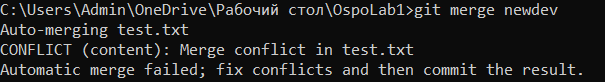 C:\Users\Admin\OneDrive\Рабочий стол\OspoLab1>git merge newdev
Auto-merging test.txt
CONFLICT (content): Merge conflict in test.txt
Automatic merge failed; fix conflicts and then commit the result.